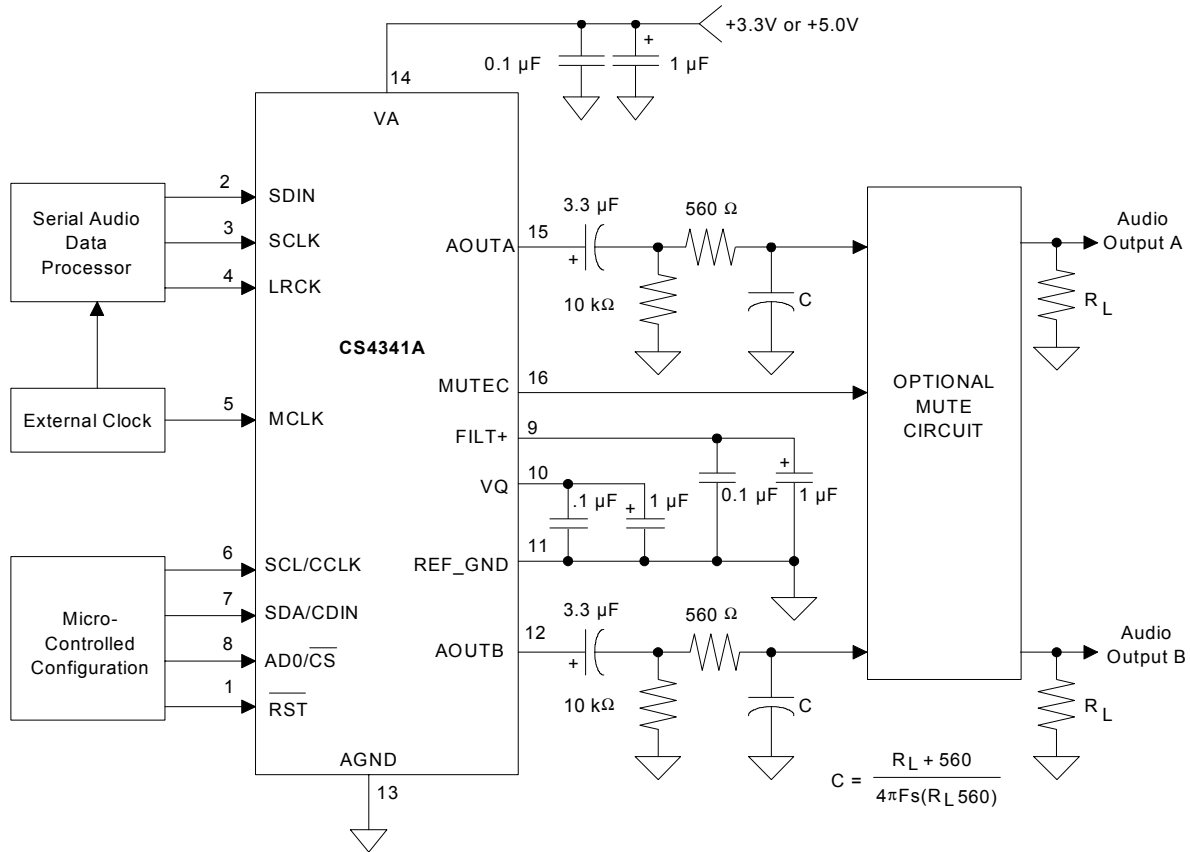 +3.3V or +5.0V
0.1 µF
+
1 µF
14
VA
Serial Audio
Data
Processor
2
SDIN
3
SCLK
4
LRCK
External Clock
5
MCLK
CS4341A
Micro-
Controlled
Configuration
6
SCL/CCLK
7
SDA/CDIN
8
AD0/CS
1
RST
AGND
13
AOUTA
15
3.3 µF
+
10 kΩ
560 Ω
C
MUTEC
16
FILT+
9
0.1 µF
+
1 µF
VQ
10
.1 µF
+
1 µF
REF_GND
11
AOUTB
12
3.3 µF
+
10 kΩ
560 Ω
C
OPTIONAL
MUTE
CIRCUIT
Audio
Output A
RL
Audio
Output B
RL
C = RL + 560
4πFs(RL560)